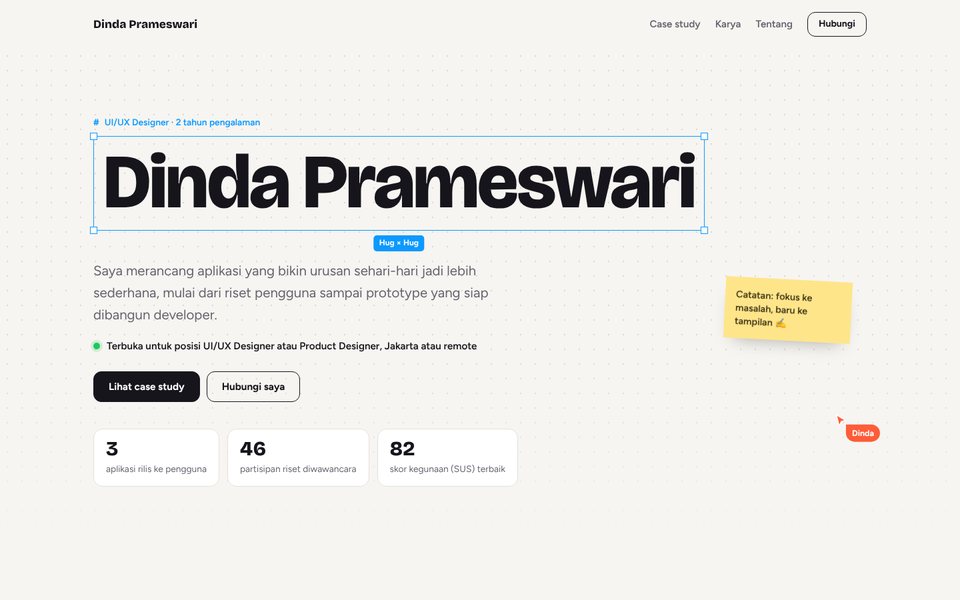 Dinda Prameswari
Case study
Karya
Tentang
Hubungi
# UI/UX Designer · 2 tahun pengalaman
Dinda Prameswari
Hug × Hug
Saya merancang aplikasi yang bikin urusan sehari-hari jadi lebih
sederhana, mulai dari riset pengguna sampai prototype yang siap
dibangun developer.
Catatan: fokus ke
masalah, baru ke
tampilan ✍️
Terbuka untuk posisi UI/UX Designer atau Product Designer, Jakarta atau remote
Lihat case study
Hubungi saya
Dinda
3
aplikasi rilis ke pengguna
46
partisipan riset diwawancara
82
skor kegunaan (SUS) terbaik